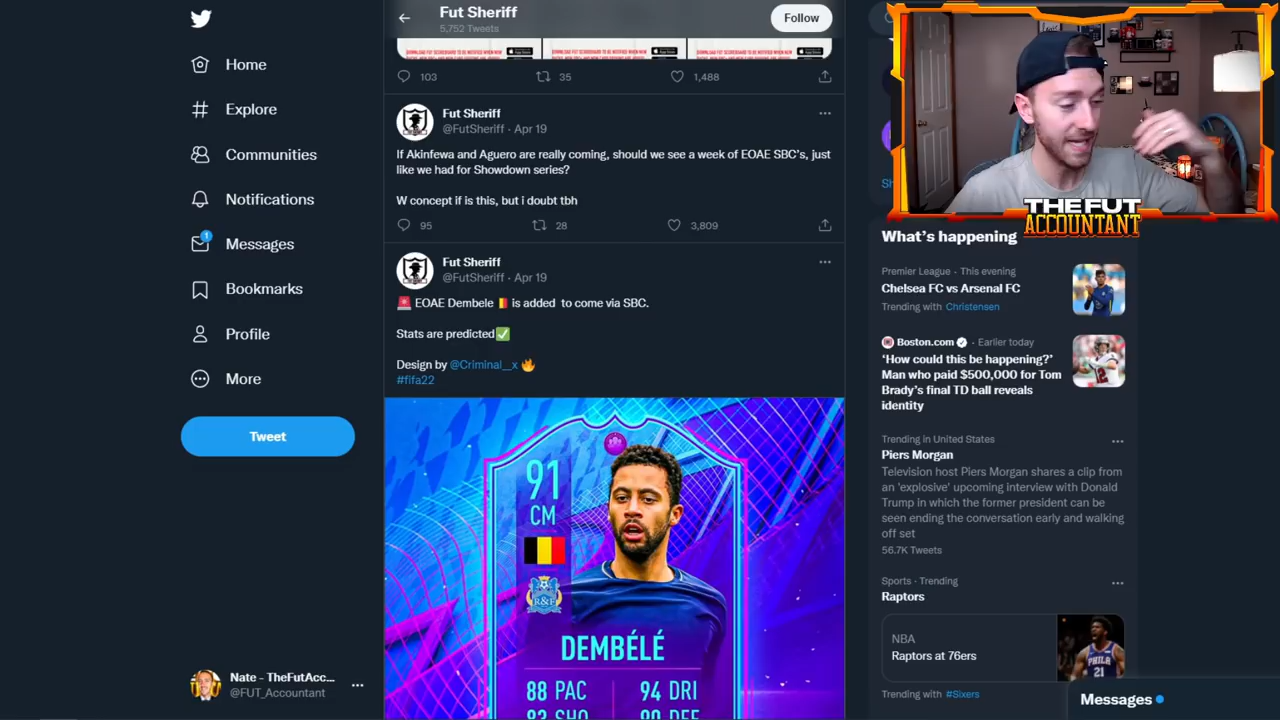 Fut Sheriff
5,752 Tweets
Follow
Home
Explore
Communities
Notifications
1
Messages
Bookmarks
Profile
More
Tweet
Nate - TheFutAcc...
@FUT_Accountant
103
35
1,488
Fut Sheriff
@FutSheriff · Apr 19
If Akinfewa and Aguero are really coming, should we see a week of EOAE SBC's, just
like we had for Showdown series?
W concept if is this, but i doubt tbh
95
28
3,809
Fut Sheriff
@FutSheriff · Apr 19
EOAE Dembele is added to come via SBC.
Stats are predicted
Design by @Criminal__x
#fifa22
91
CM
R&F
DEMBÉLÉ
88 PAC
94 DRI
THE FUT
ACCOUNTANT
What's happening
Premier League · This evening
Chelsea FC vs Arsenal FC
Trending with Christensen
Boston.com · Earlier today
'How could this be happening?'
Man who paid $500,000 for Tom
Brady's final TD ball reveals
identity
Trending in United States
Piers Morgan
Television host Piers Morgan shares a clip from
an 'explosive' upcoming interview with Donald
Trump in which the former president can be
seen ending the conversation early and walking
off set
56.7K Tweets
Sports · Trending
Raptors
NBA
Raptors at 76ers
PHILA
21
Trending with #Sixers
Messages